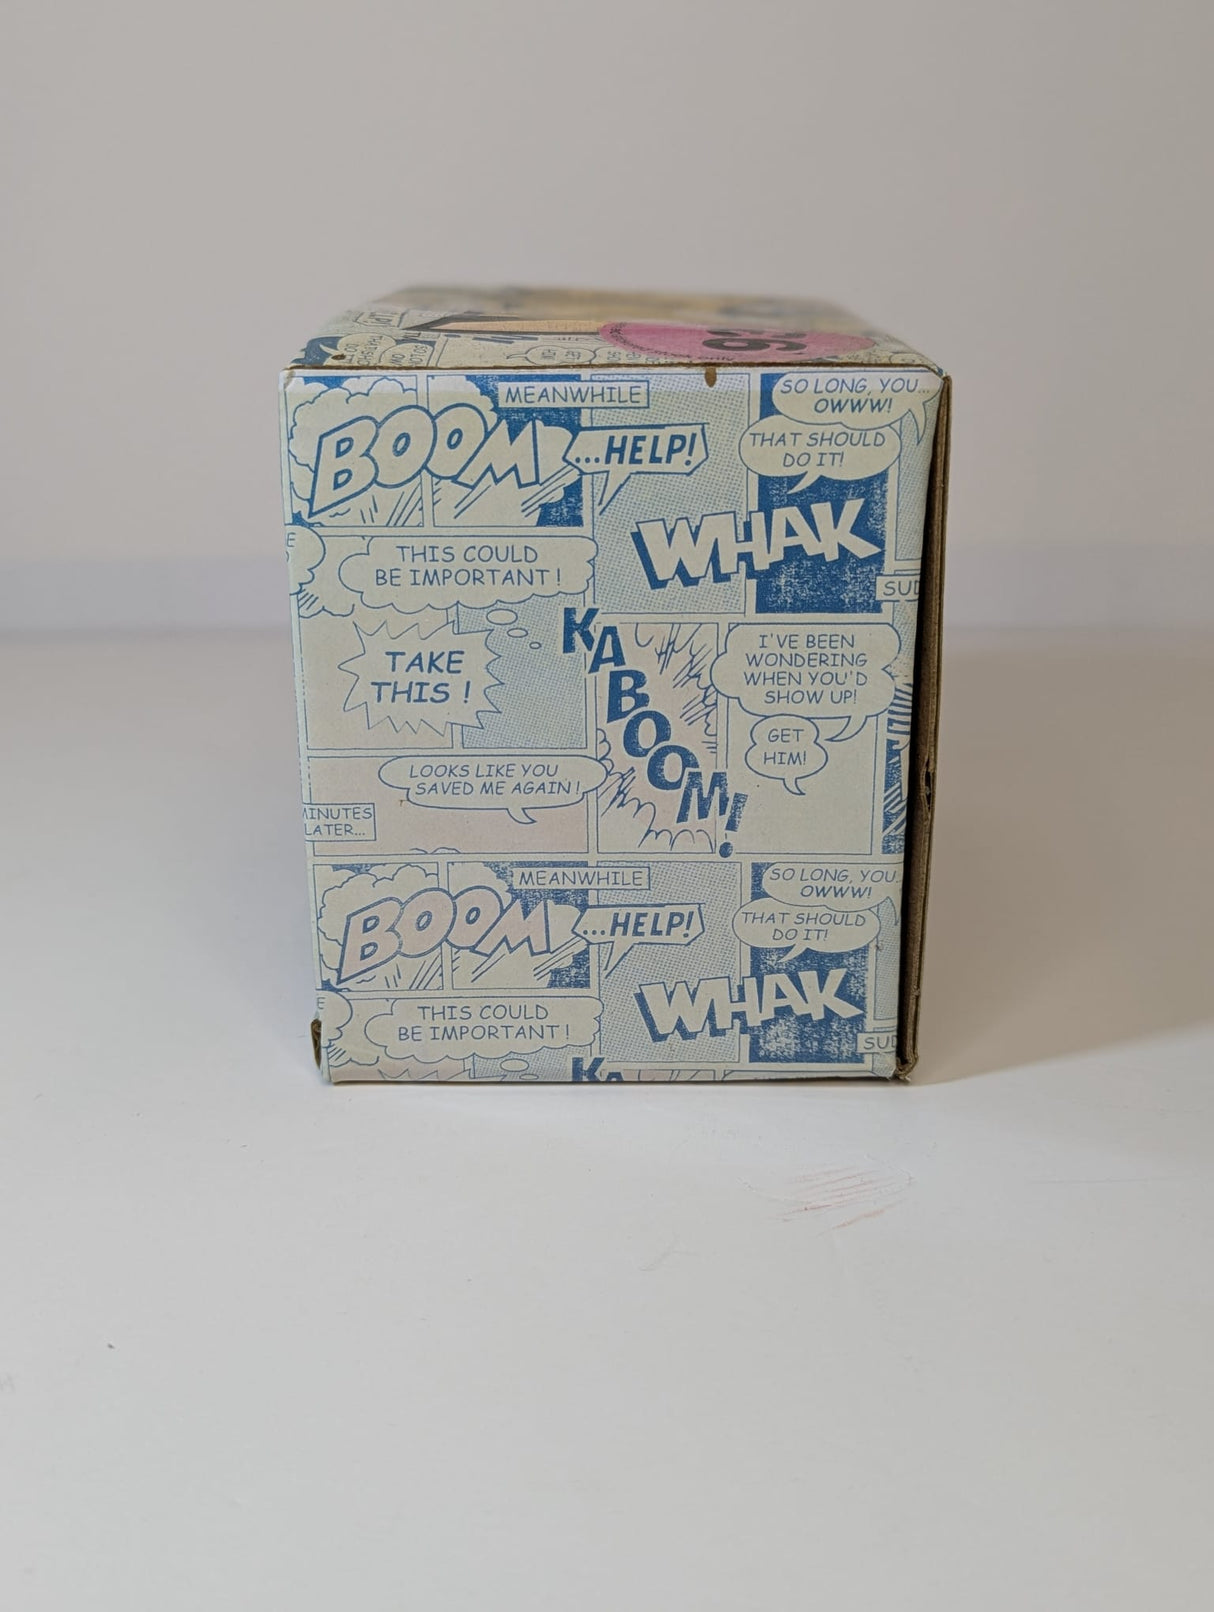 MEANWHILE
SO LONG, YOU...
OWWW!
BOOM!
...HELP!
THAT SHOULD
DO IT!
WHAK
THIS COULD
BE IMPORTANT!
TAKE
THIS!
KABOOM!
I'VE BEEN
WONDERING
WHEN YOU'D
SHOW UP!
GET
HIM!
LOOKS LIKE YOU
SAVED ME AGAIN!
MINUTES
LATER...
MEANWHILE
SO LONG, YOU
OWWW!
BOOM!
...HELP!
THAT SHOULD
DO IT!
WHAK
THIS COULD
BE IMPORTANT!